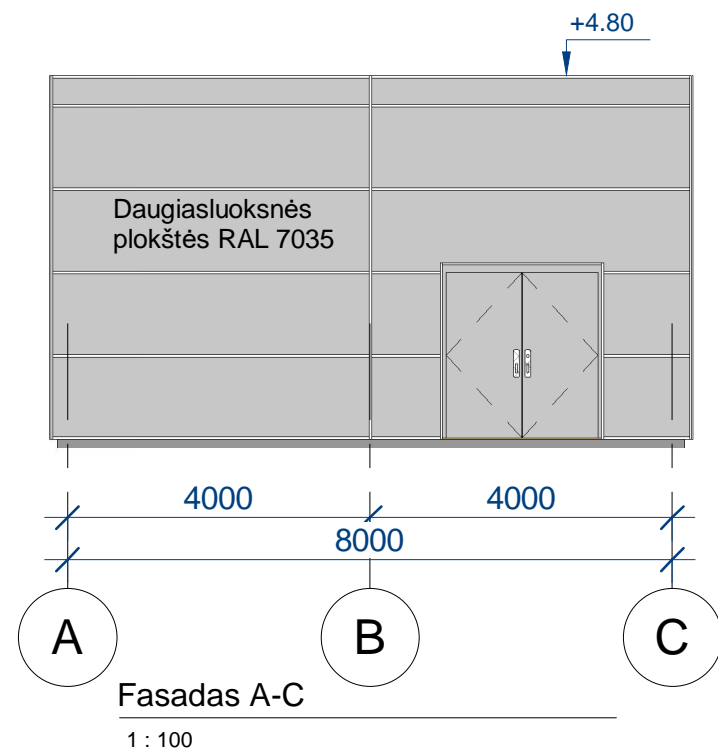 +4.80
Daugiasluoksnės
plokštės RAL 7035
4000 4000
8000
A B C
Fasadas A-C
1 : 100